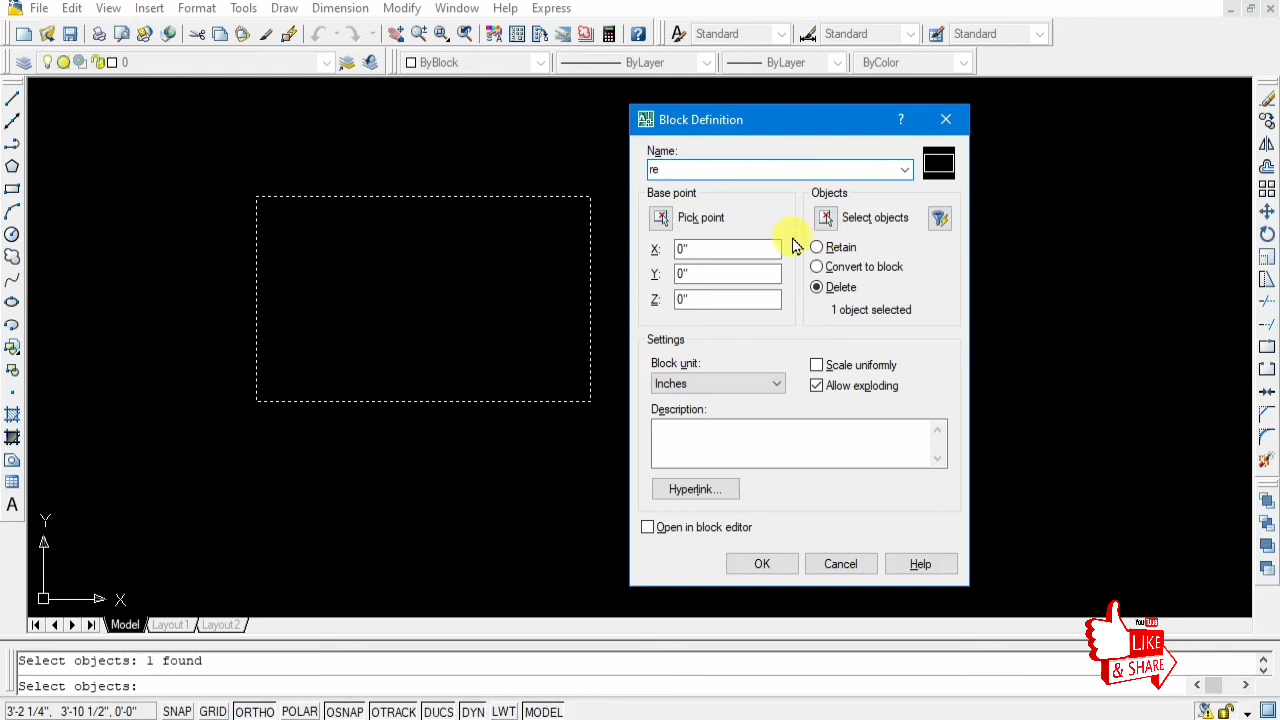 File Edit View Insert Format Tools Draw Dimension Modify Window Help Express
Standard Standard Standard
0 ByBlock ByLayer ByLayer ByColor
Block Definition ?
Name:
re
Base point
Pick point
X: 0"
Y: 0"
Z: 0"
Objects
Select objects
Retain
Convert to block
Delete
1 object selected
Settings
Block unit:
Inches
Scale uniformly
Allow exploding
Description:
Hyperlink...
Open in block editor
OK Cancel Help
Y
X
A
Model Layout1 Layout2
You Tube
LIKE
& SHARE
Select objects: 1 found
Select objects:
3'-2 1/4", 3'-10 1/2", 0'-0" SNAP GRID ORTHO POLAR OSNAP OTRACK DUCS DYN LWT MODEL